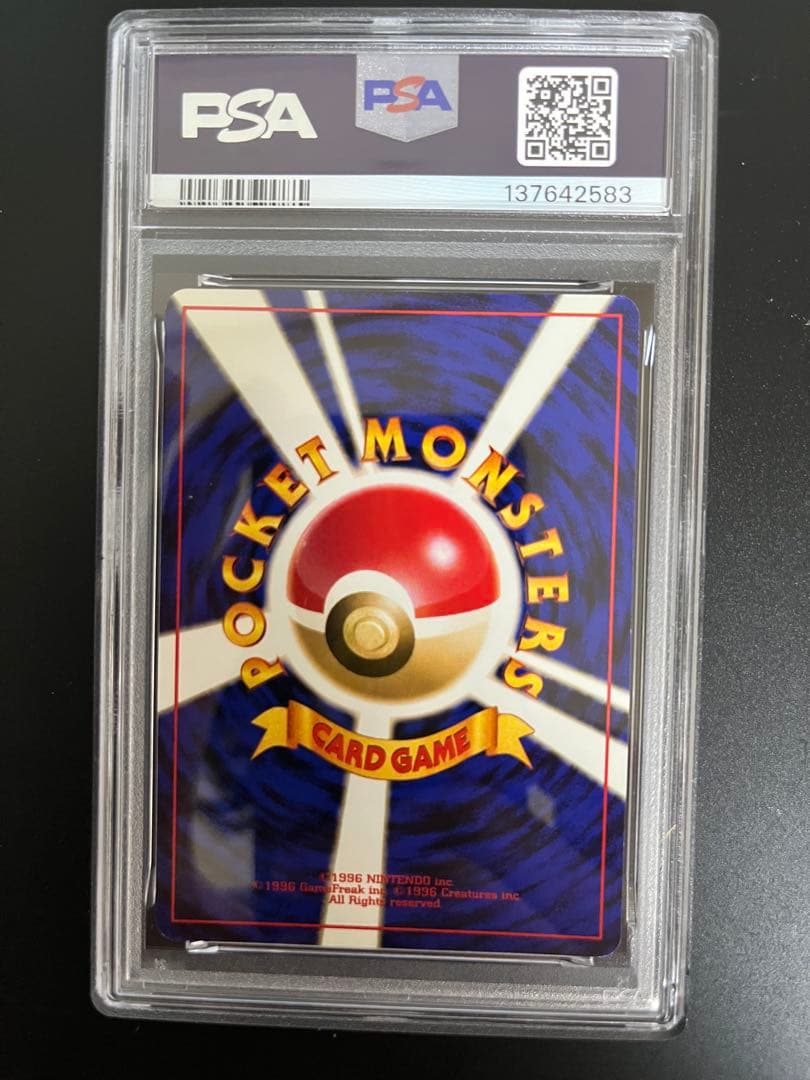 PSA
PSA
137642583
POCKET MONSTERS
CARD GAME
©1996 NINTENDO inc.
©1996 GameFreak inc. ©1996 Creatures inc.
All Rights reserved.